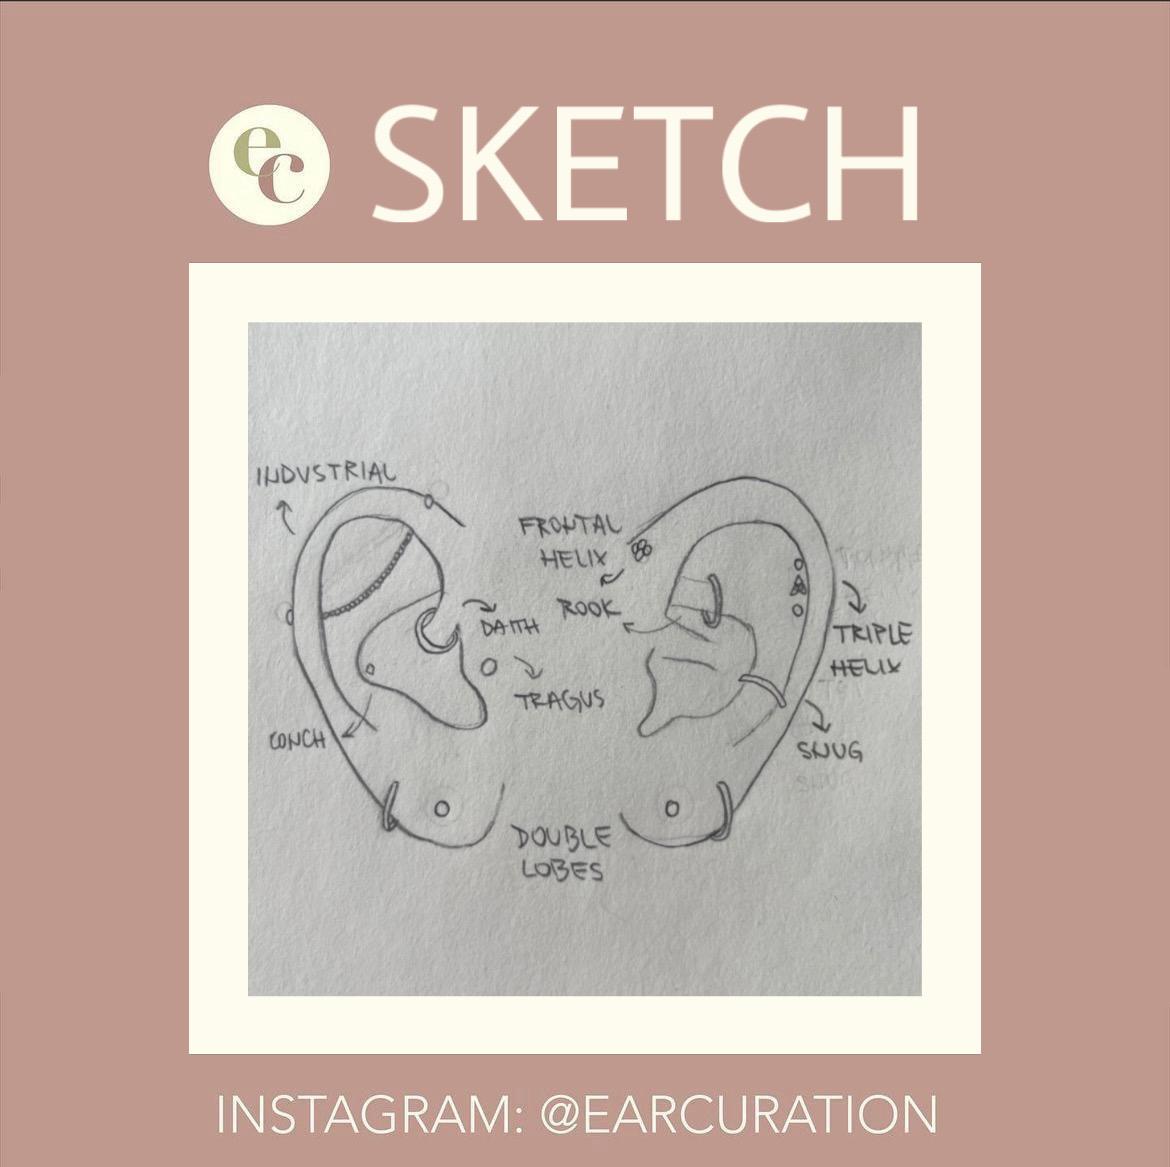 ec SKETCH
INDUSTRIAL
FRONTAL
HELIX
DAITH
ROOK
TRIPLE
HELIX
TRAGUS
CONCH
SNUG
DOUBLE
LOBES
INSTAGRAM: @EARCURATION